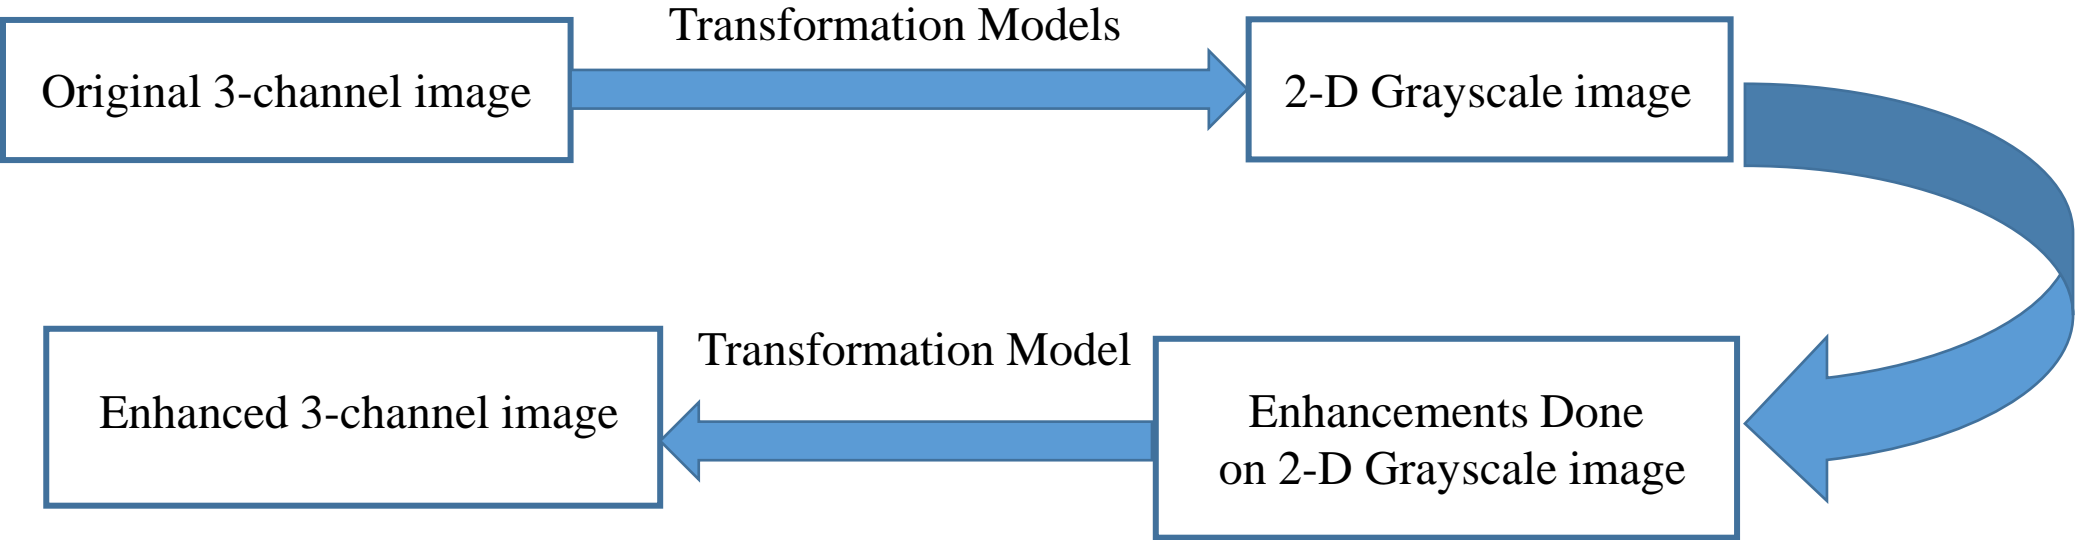 Transformation Models
Original 3-channel image
2-D Grayscale image
Transformation Model
Enhanced 3-channel image
Enhancements Done
on 2-D Grayscale image